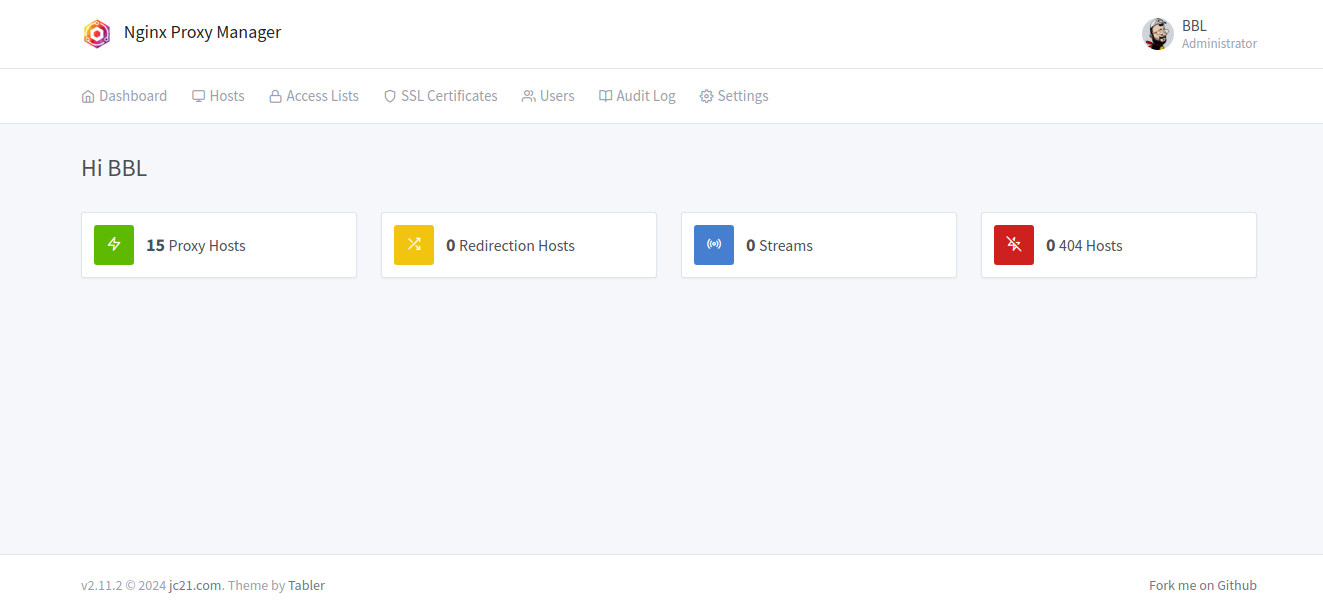 Nginx Proxy Manager
BBL
Administrator
Dashboard Hosts Access Lists SSL Certificates Users Audit Log Settings
Hi BBL
15 Proxy Hosts
0 Redirection Hosts
0 Streams
0 404 Hosts
v2.11.2 © 2024 jc21.com. Theme by Tabler
Fork me on Github